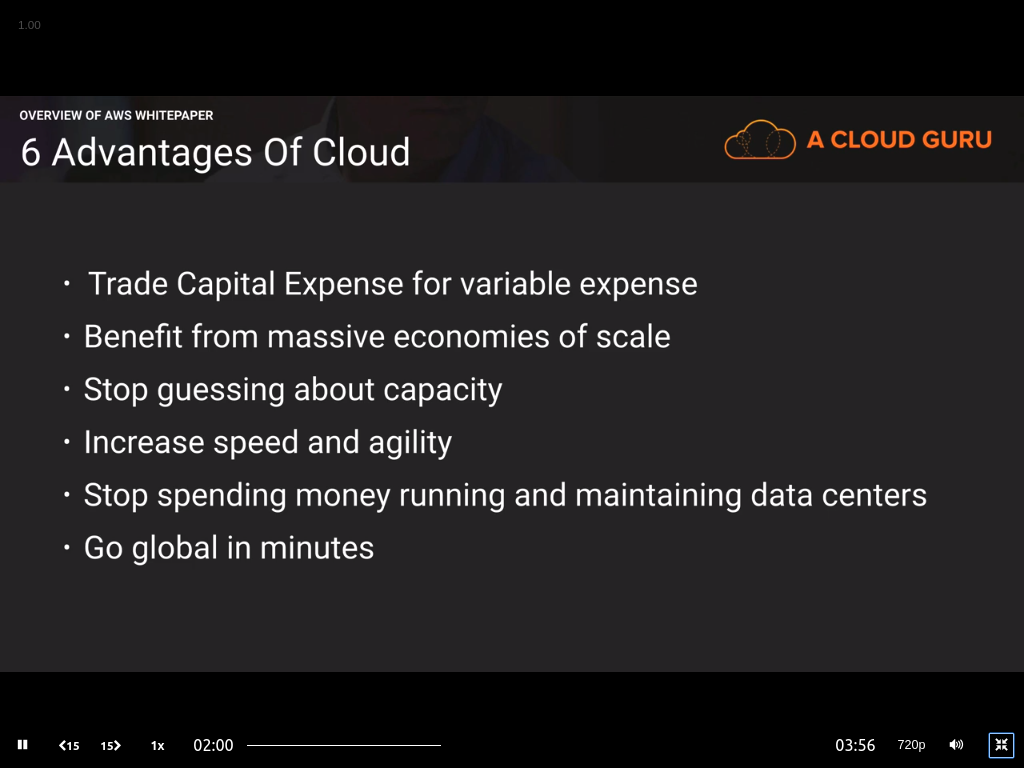 1.00
OVERVIEW OF AWS WHITEPAPER
6 Advantages Of Cloud
A CLOUD GURU
· Trade Capital Expense for variable expense
· Benefit from massive economies of scale
· Stop guessing about capacity
· Increase speed and agility
· Stop spending money running and maintaining data centers
· Go global in minutes
15 15 1x 02:00 03:56 720p